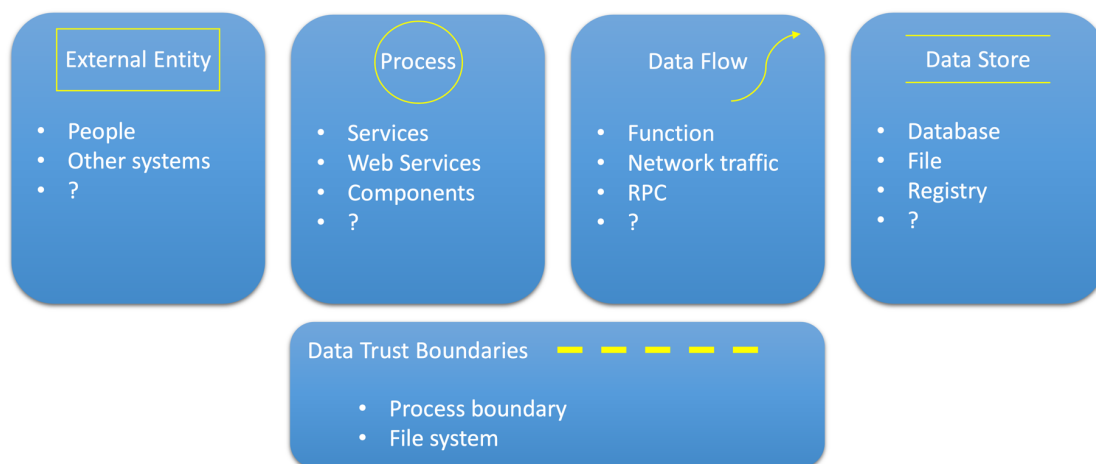 External Entity
• People
• Other systems
• ?
Process
• Services
• Web Services
• Components
• ?
Data Flow
• Function
• Network traffic
• RPC
• ?
Data Store
• Database
• File
• Registry
• ?
Data Trust Boundaries
• Process boundary
• File system